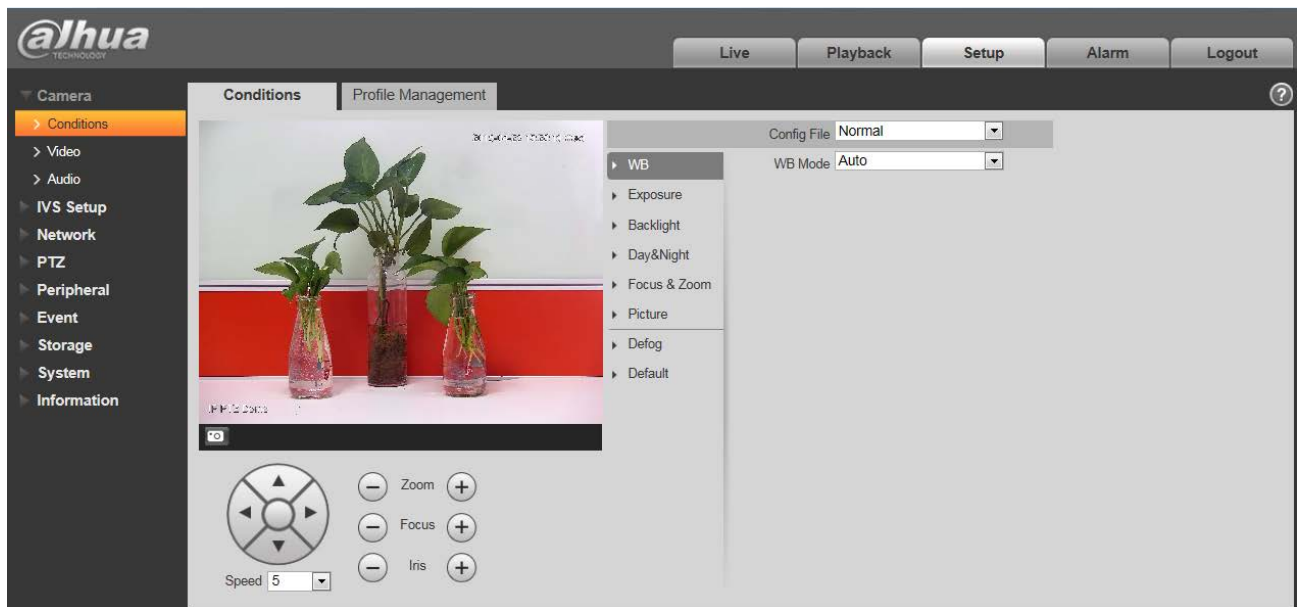 alhua
TECHNOLOGY
Live
Playback
Setup
Alarm
Logout
Camera
Conditions
Video
Audio
IVS Setup
Network
PTZ
Peripheral
Event
Storage
System
Information
Conditions
Profile Management
?
Config File Normal
WB Mode Auto
WB
Exposure
Backlight
Day&Night
Focus & Zoom
Picture
Defog
Default
Zoom
Focus
Iris
Speed 5